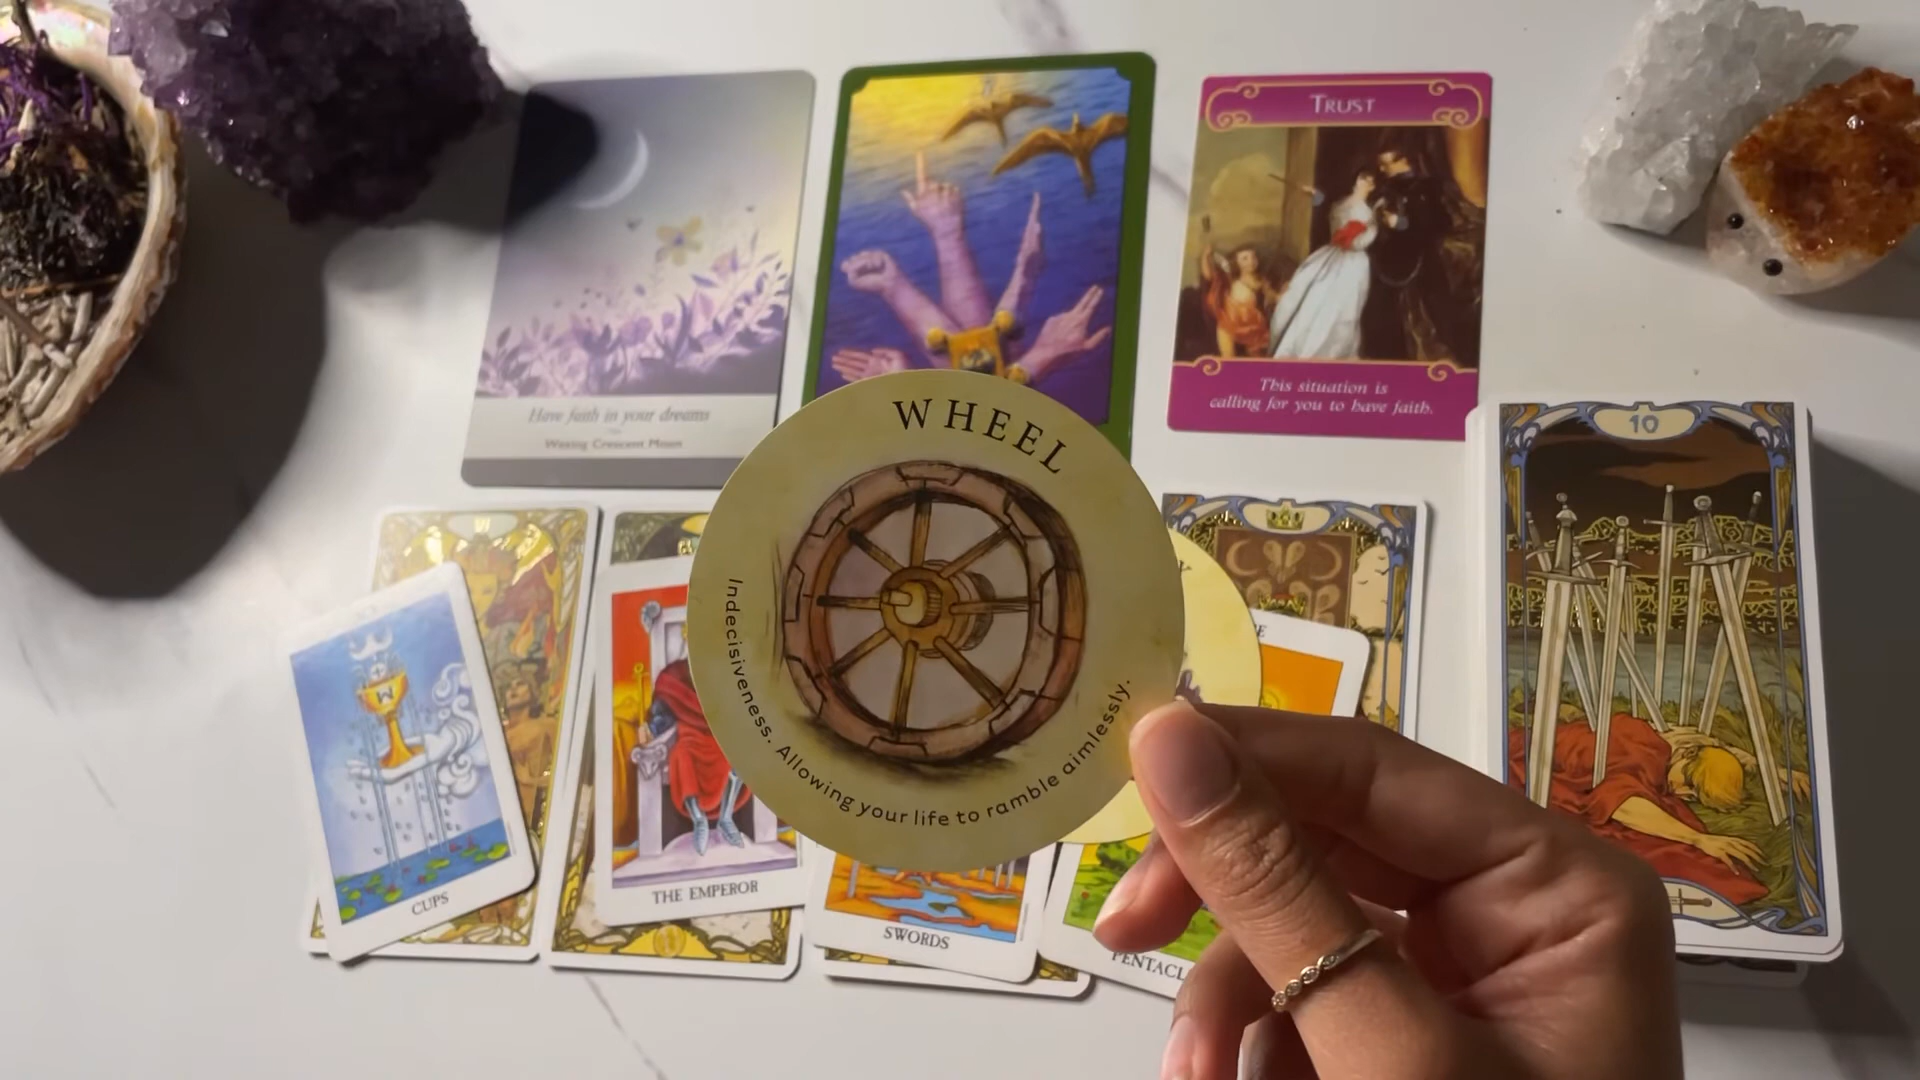 TRUST
This situation is
calling for you to have faith.
Have faith in your dreams
Waxing Crescent Moon
WHEEL
Indecisiveness. Allowing your life to ramble aimlessly.
10
CUPS
THE EMPEROR
SWORDS